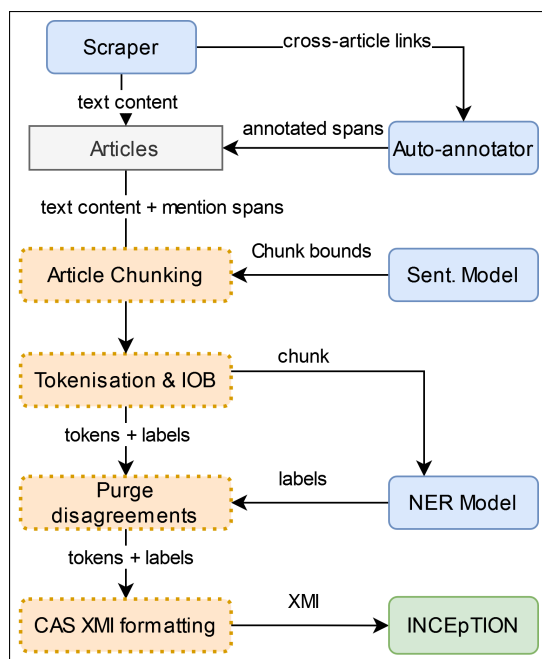 Scraper
cross-article links
text content
annotated spans
Articles
Auto-annotator
text content + mention spans
Chunk bounds
Article Chunking
Sent. Model
chunk
Tokenisation & IOB
tokens + labels
labels
Purge
disagreements
NER Model
tokens + labels
XMI
CAS XMI formatting
INCEpTION